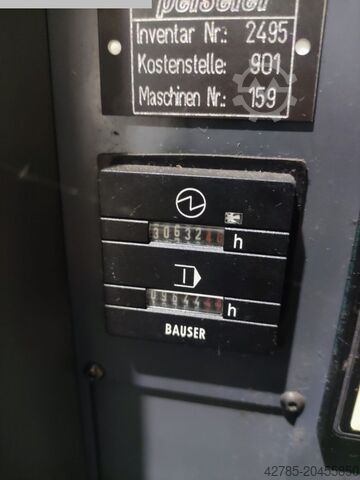 Inventar Nr.: 2495
Kostenstelle: 901
Maschinen Nr.: 159
h
h
BAUSER
42785-20455850